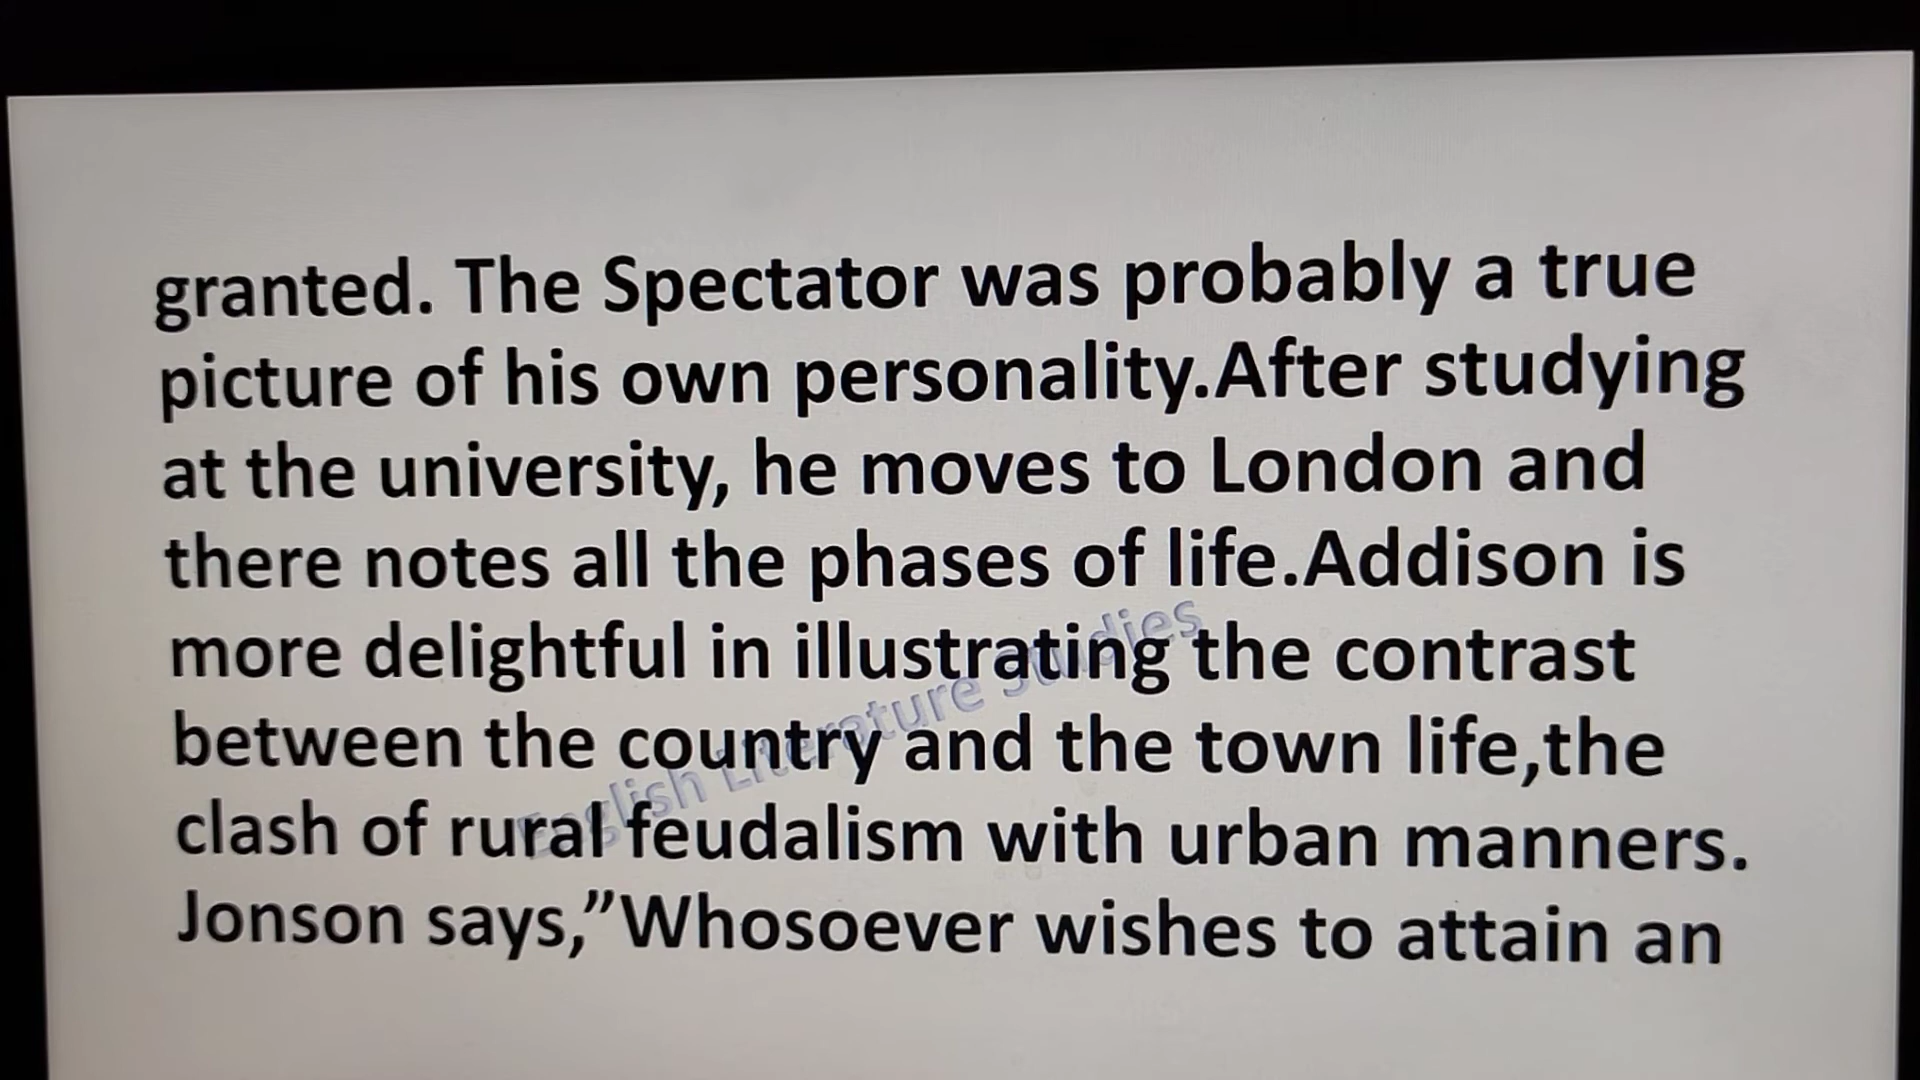 granted. The Spectator was probably a true
picture of his own personality.After studying
at the university, he moves to London and
there notes all the phases of life.Addison is
more delightful in illustrating the contrast
between the country and the town life,the
clash of rural feudalism with urban manners.
Jonson says,”Whosoever wishes to attain an
English Literature Studies